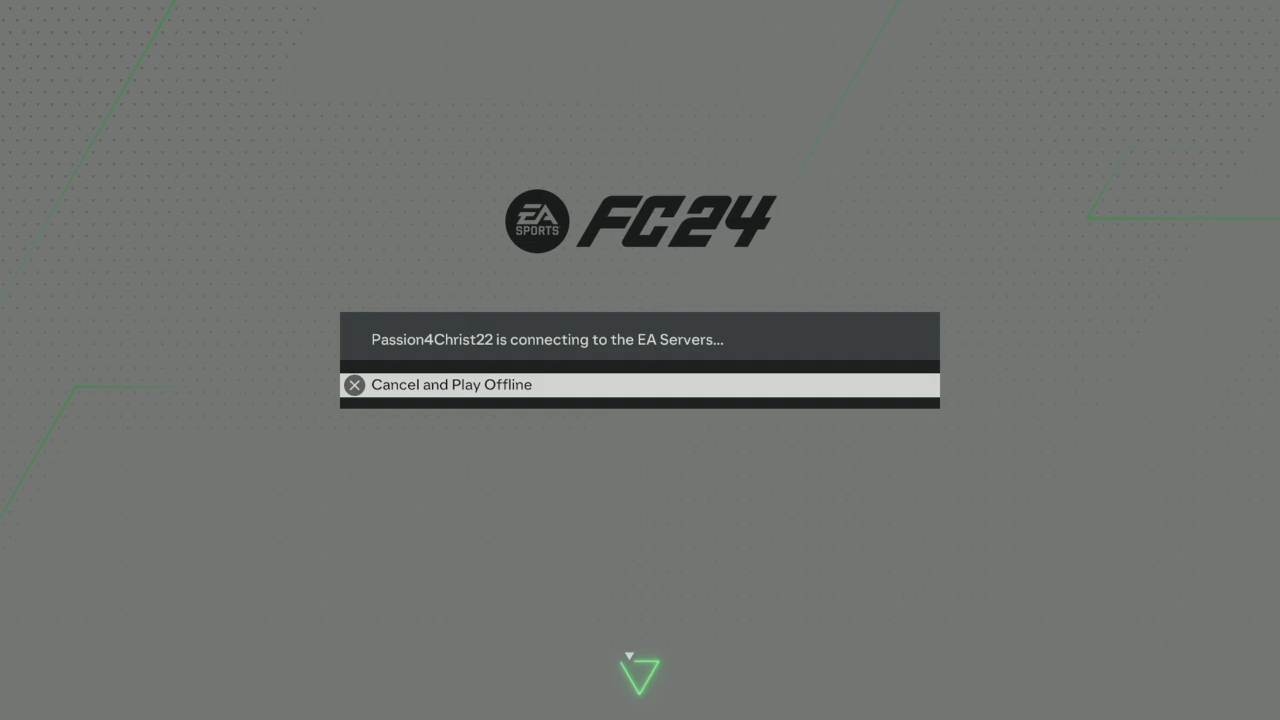 EA
SPORTS
FC24
Passion4Christ22 is connecting to the EA Servers...
Cancel and Play Offline